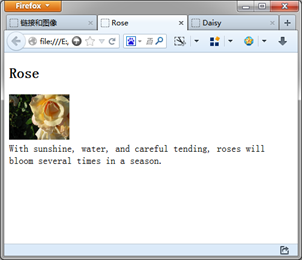 Firefox
链接和图像
Rose
Daisy
file:///E
Rose
With sunshine, water, and careful tending, roses will
bloom several times in a season.